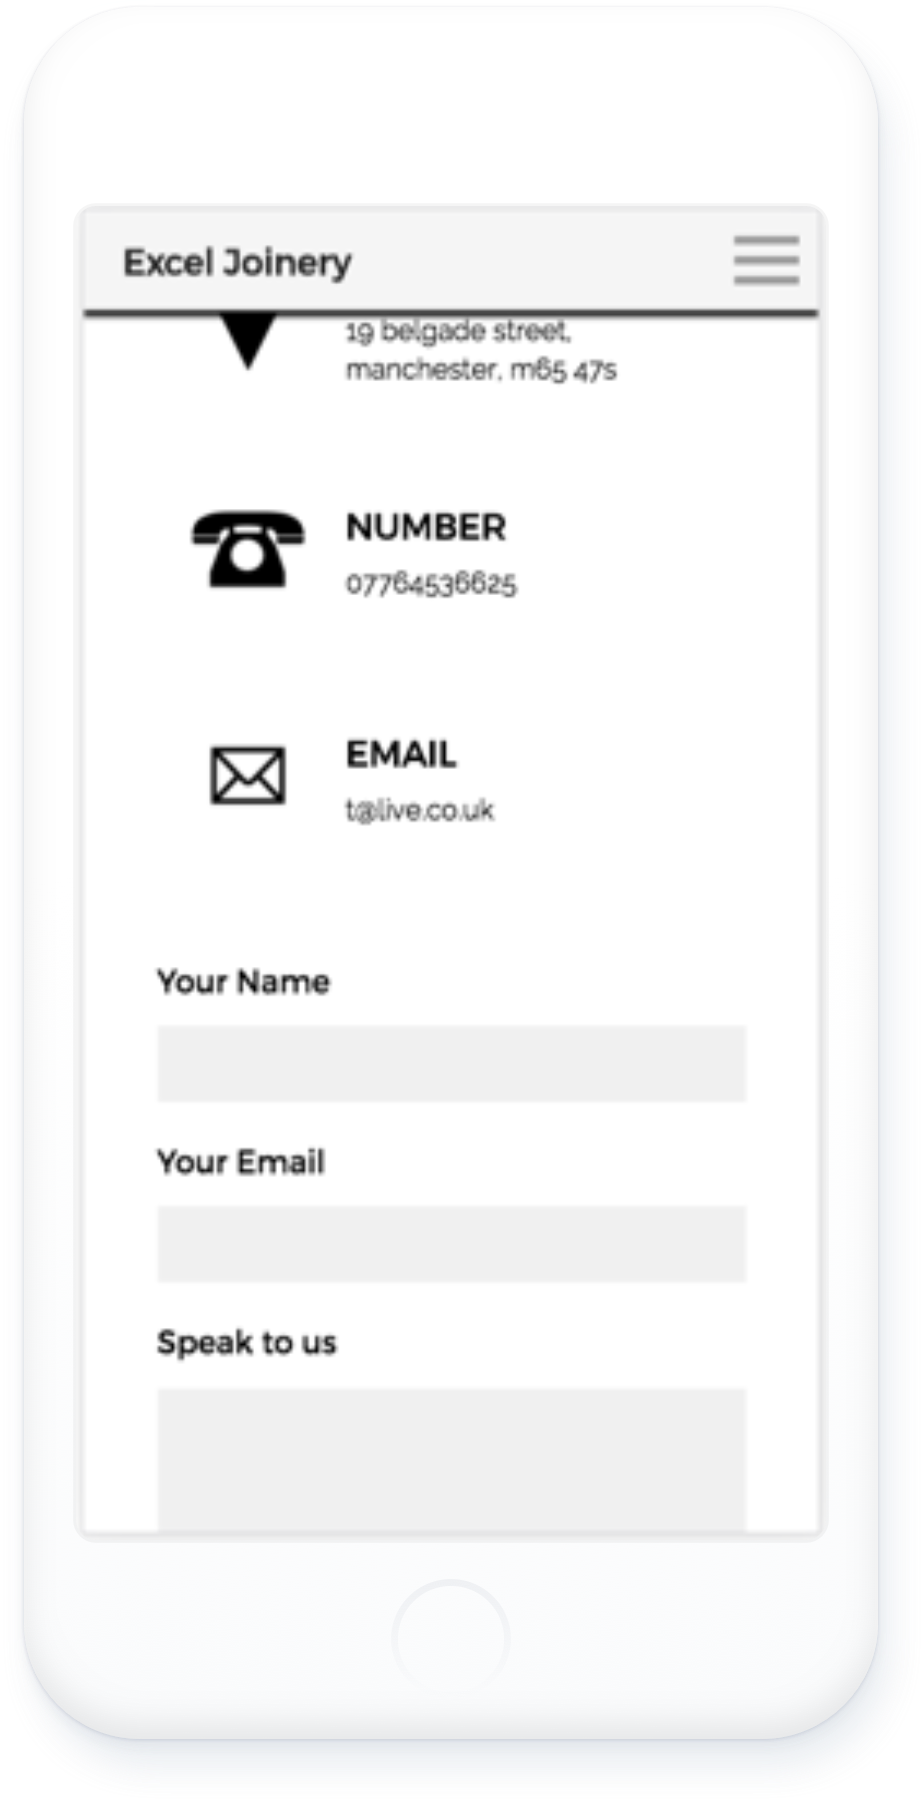 Excel Joinery
19 belgade street,
manchester, m65 47s
NUMBER
07764536625
EMAIL
t@live.co.uk
Your Name
Your Email
Speak to us